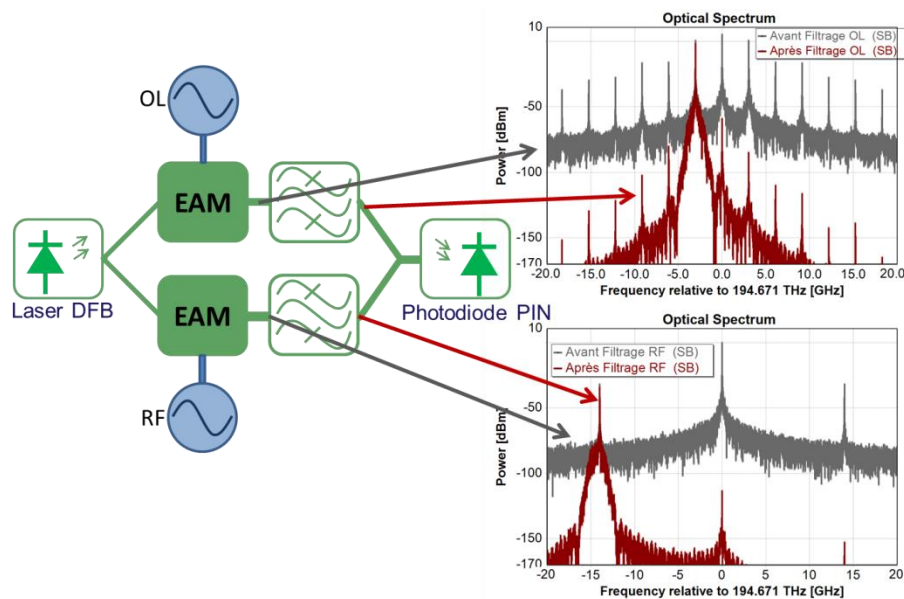 OL
EAM
Laser DFB
EAM
RF
Photodiode PIN
Optical Spectrum
Avant Filtrage OL (SB)
Après Filtrage OL (SB)
Power [dBm]
10
-50
-100
-150
-170
-20.0 -15.0 -10.0 -5.0 0.0 5.0 10.0 15.0 20.0
Frequency relative to 194.671 THz [GHz]
Optical Spectrum
Avant Filtrage RF (SB)
Après Filtrage RF (SB)
Power [dBm]
10
-50
-100
-150
-170
-20 -15 -10 -5 0 5 10 15 20
Frequency relative to 194.671 THz [GHz]